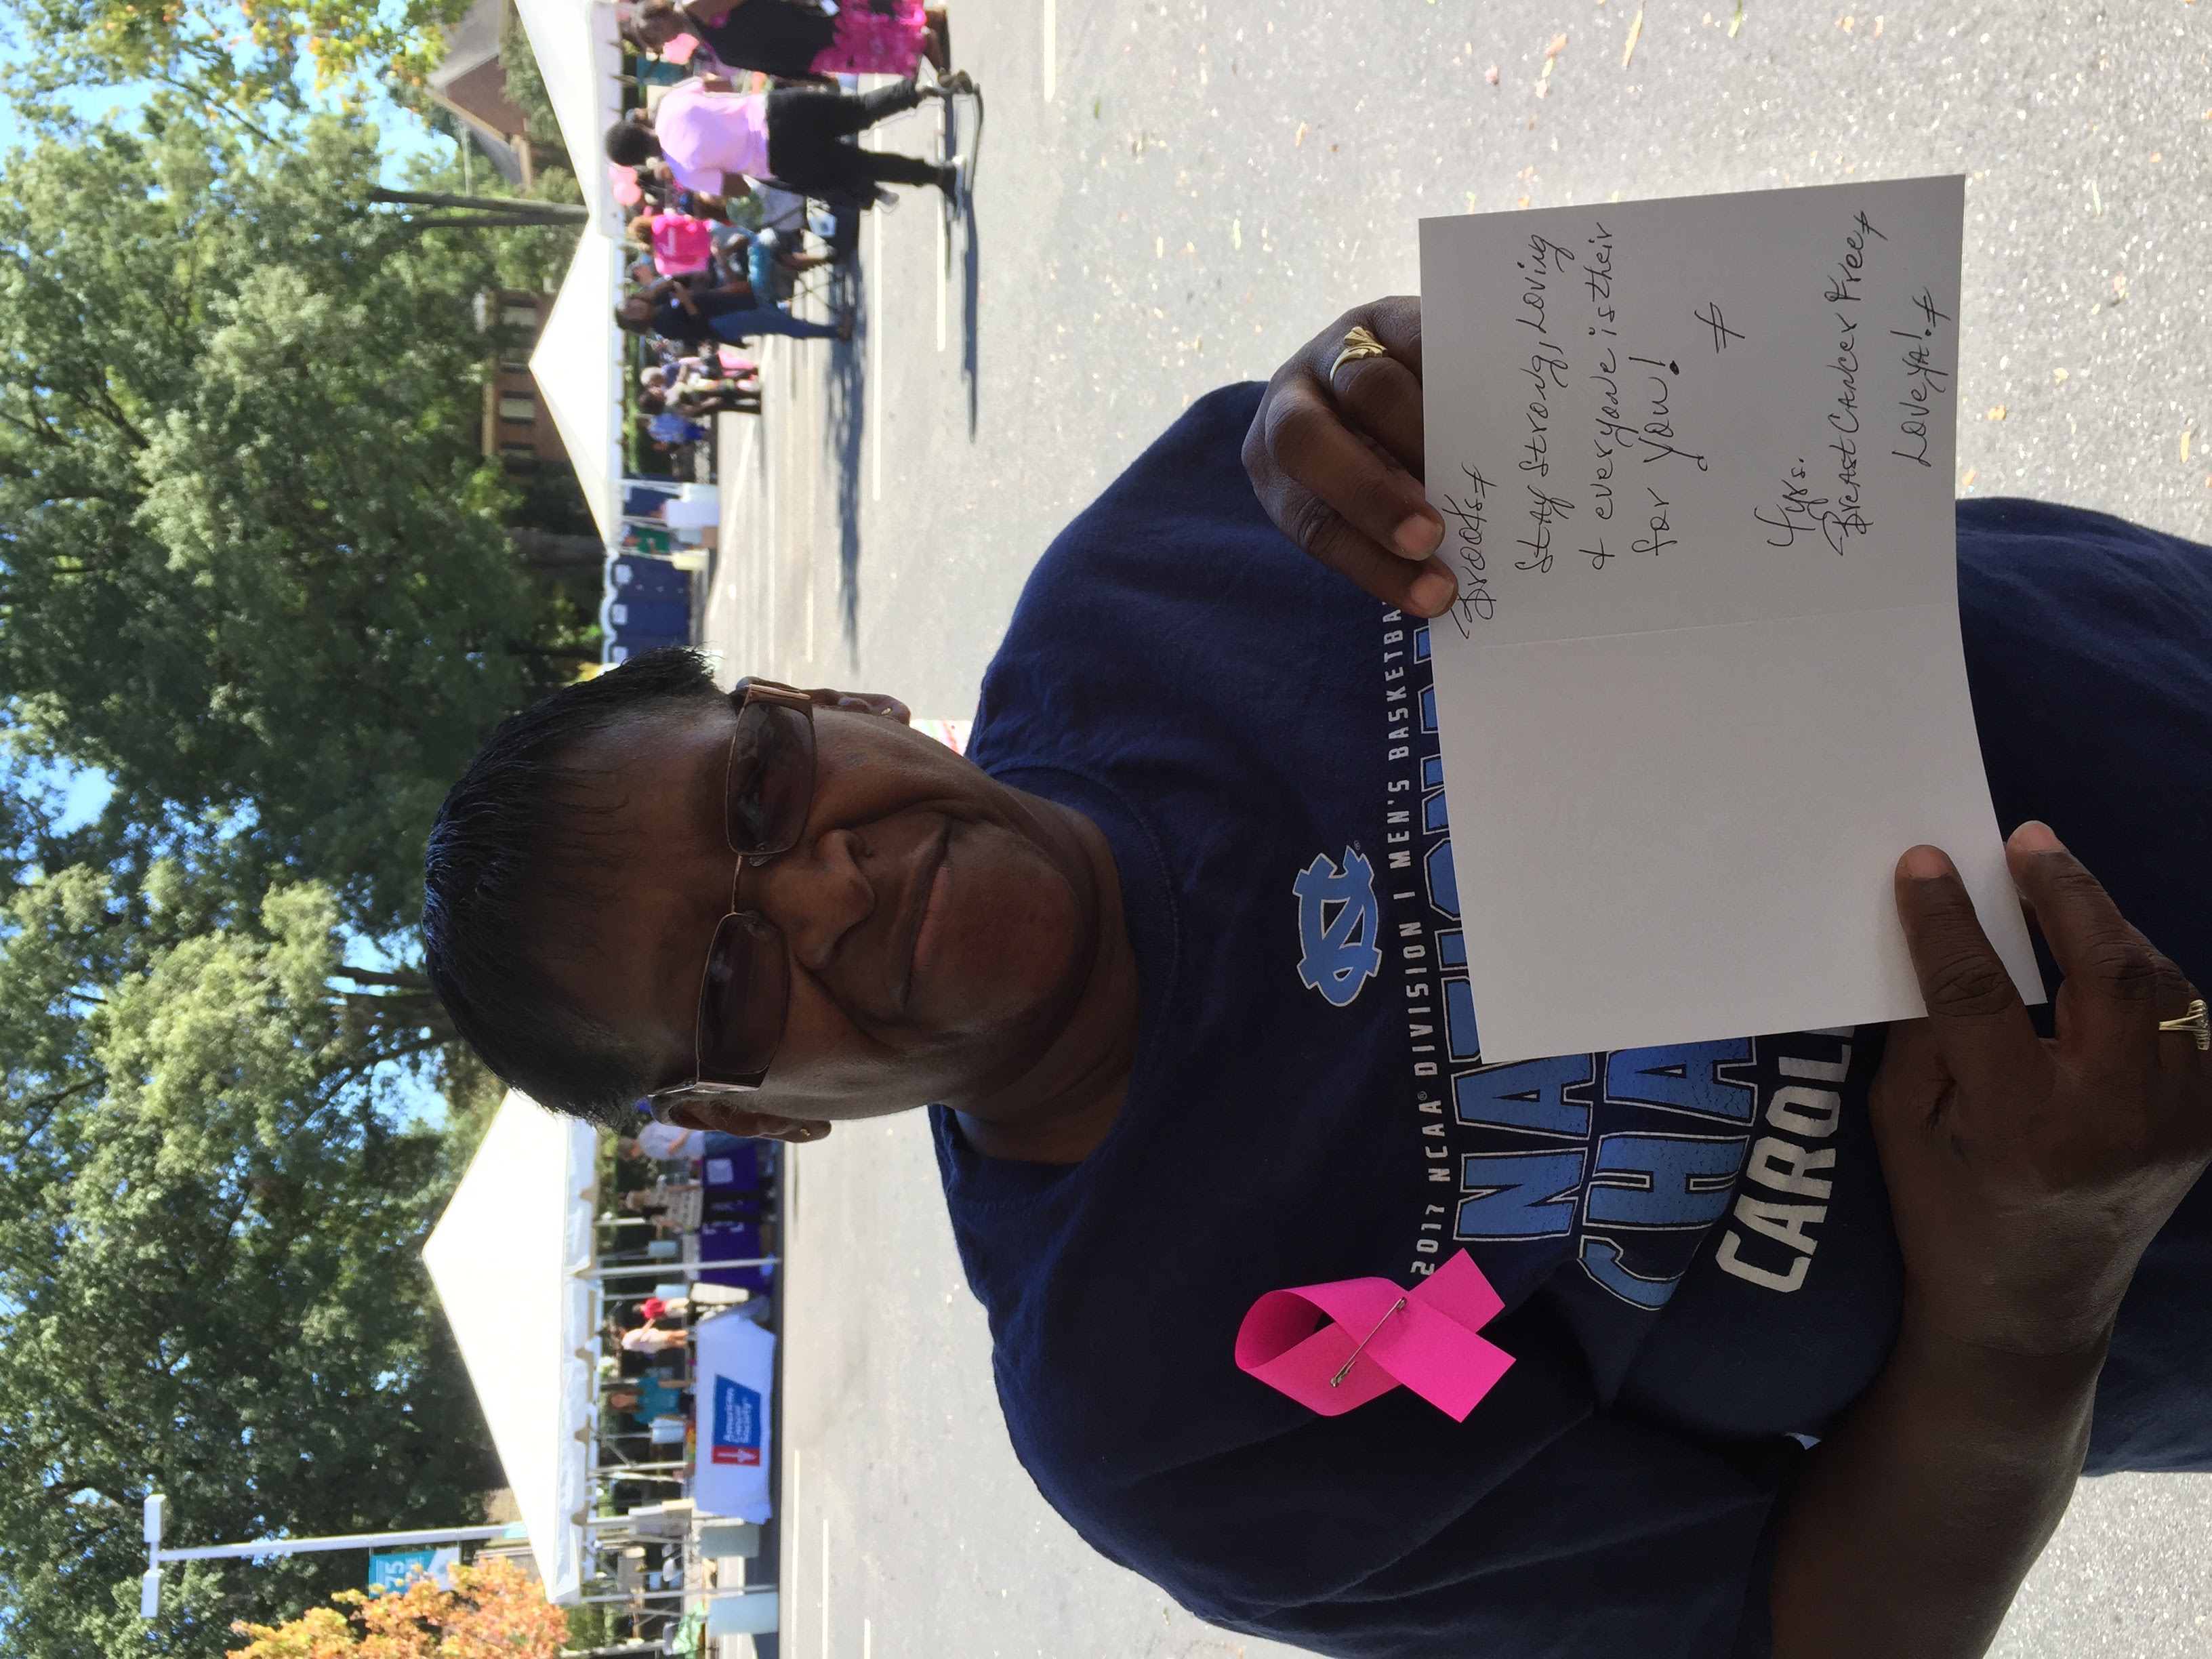 75
American
Cancer
Society
NC
2017 NCAA® DIVISION I MEN'S BASKETBA
NATIONAL
CHA
CAROL
Brooks
Stay Strong, Loving
& everyone is their
for you!
4yrs.
Breast Cancer Free,
Love ya!